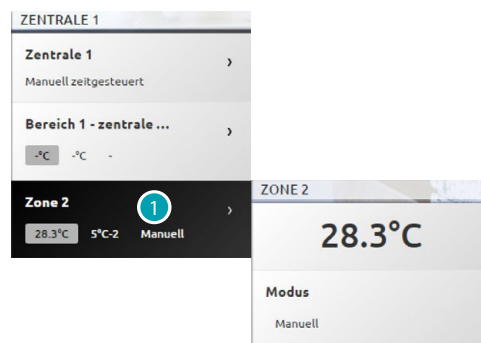 ZENTRALE 1
Zentrale 1
Manuell zeitgesteuert
Bereich 1 - zentrale ...
-°C -°C -
Zone 2
1
28.3°C 5°C-2 Manuell
ZONE 2
28.3°C
Modus
Manuell